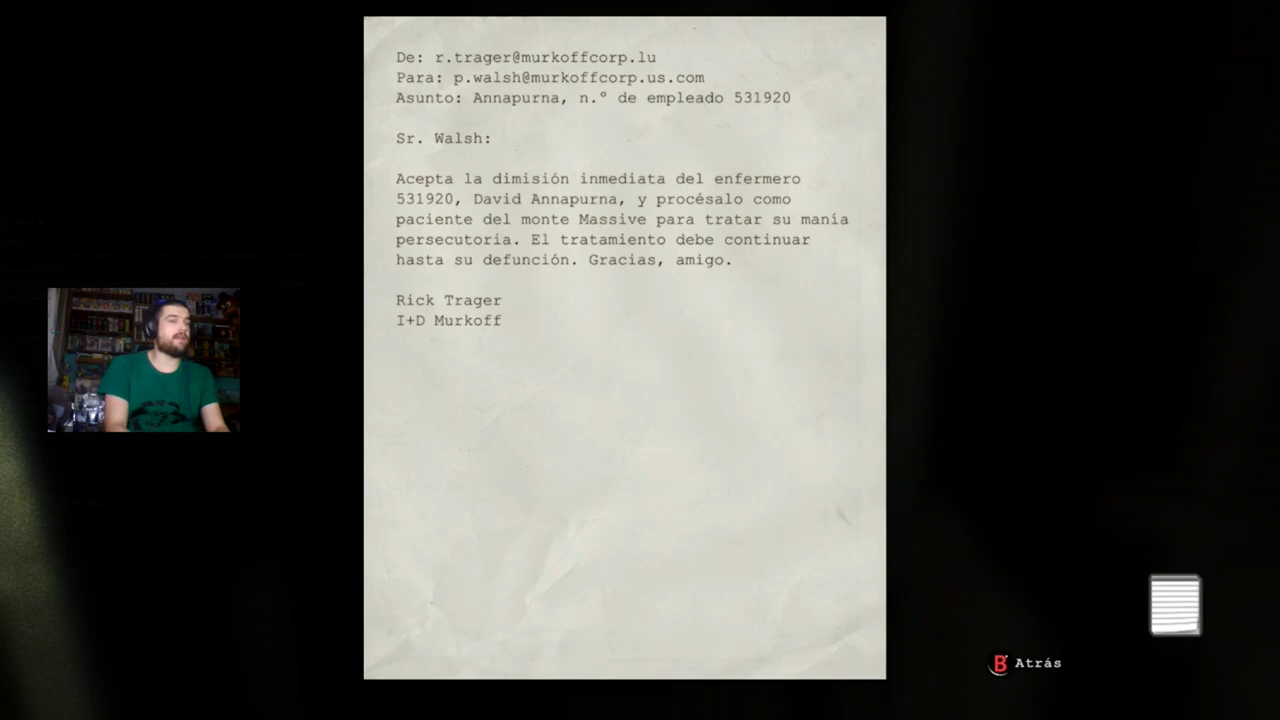 De: r.trager@murkoffcorp.lu
Para: p.walsh@murkoffcorp.us.com
Asunto: Annapurna, n.º de empleado 531920
Sr. Walsh:
Acepta la dimisión inmediata del enfermero
531920, David Annapurna, y procésalo como
paciente del monte Massive para tratar su manía
persecutoria. El tratamiento debe continuar
hasta su defunción. Gracias, amigo.
Rick Trager
I+D Murkoff
B Atrás